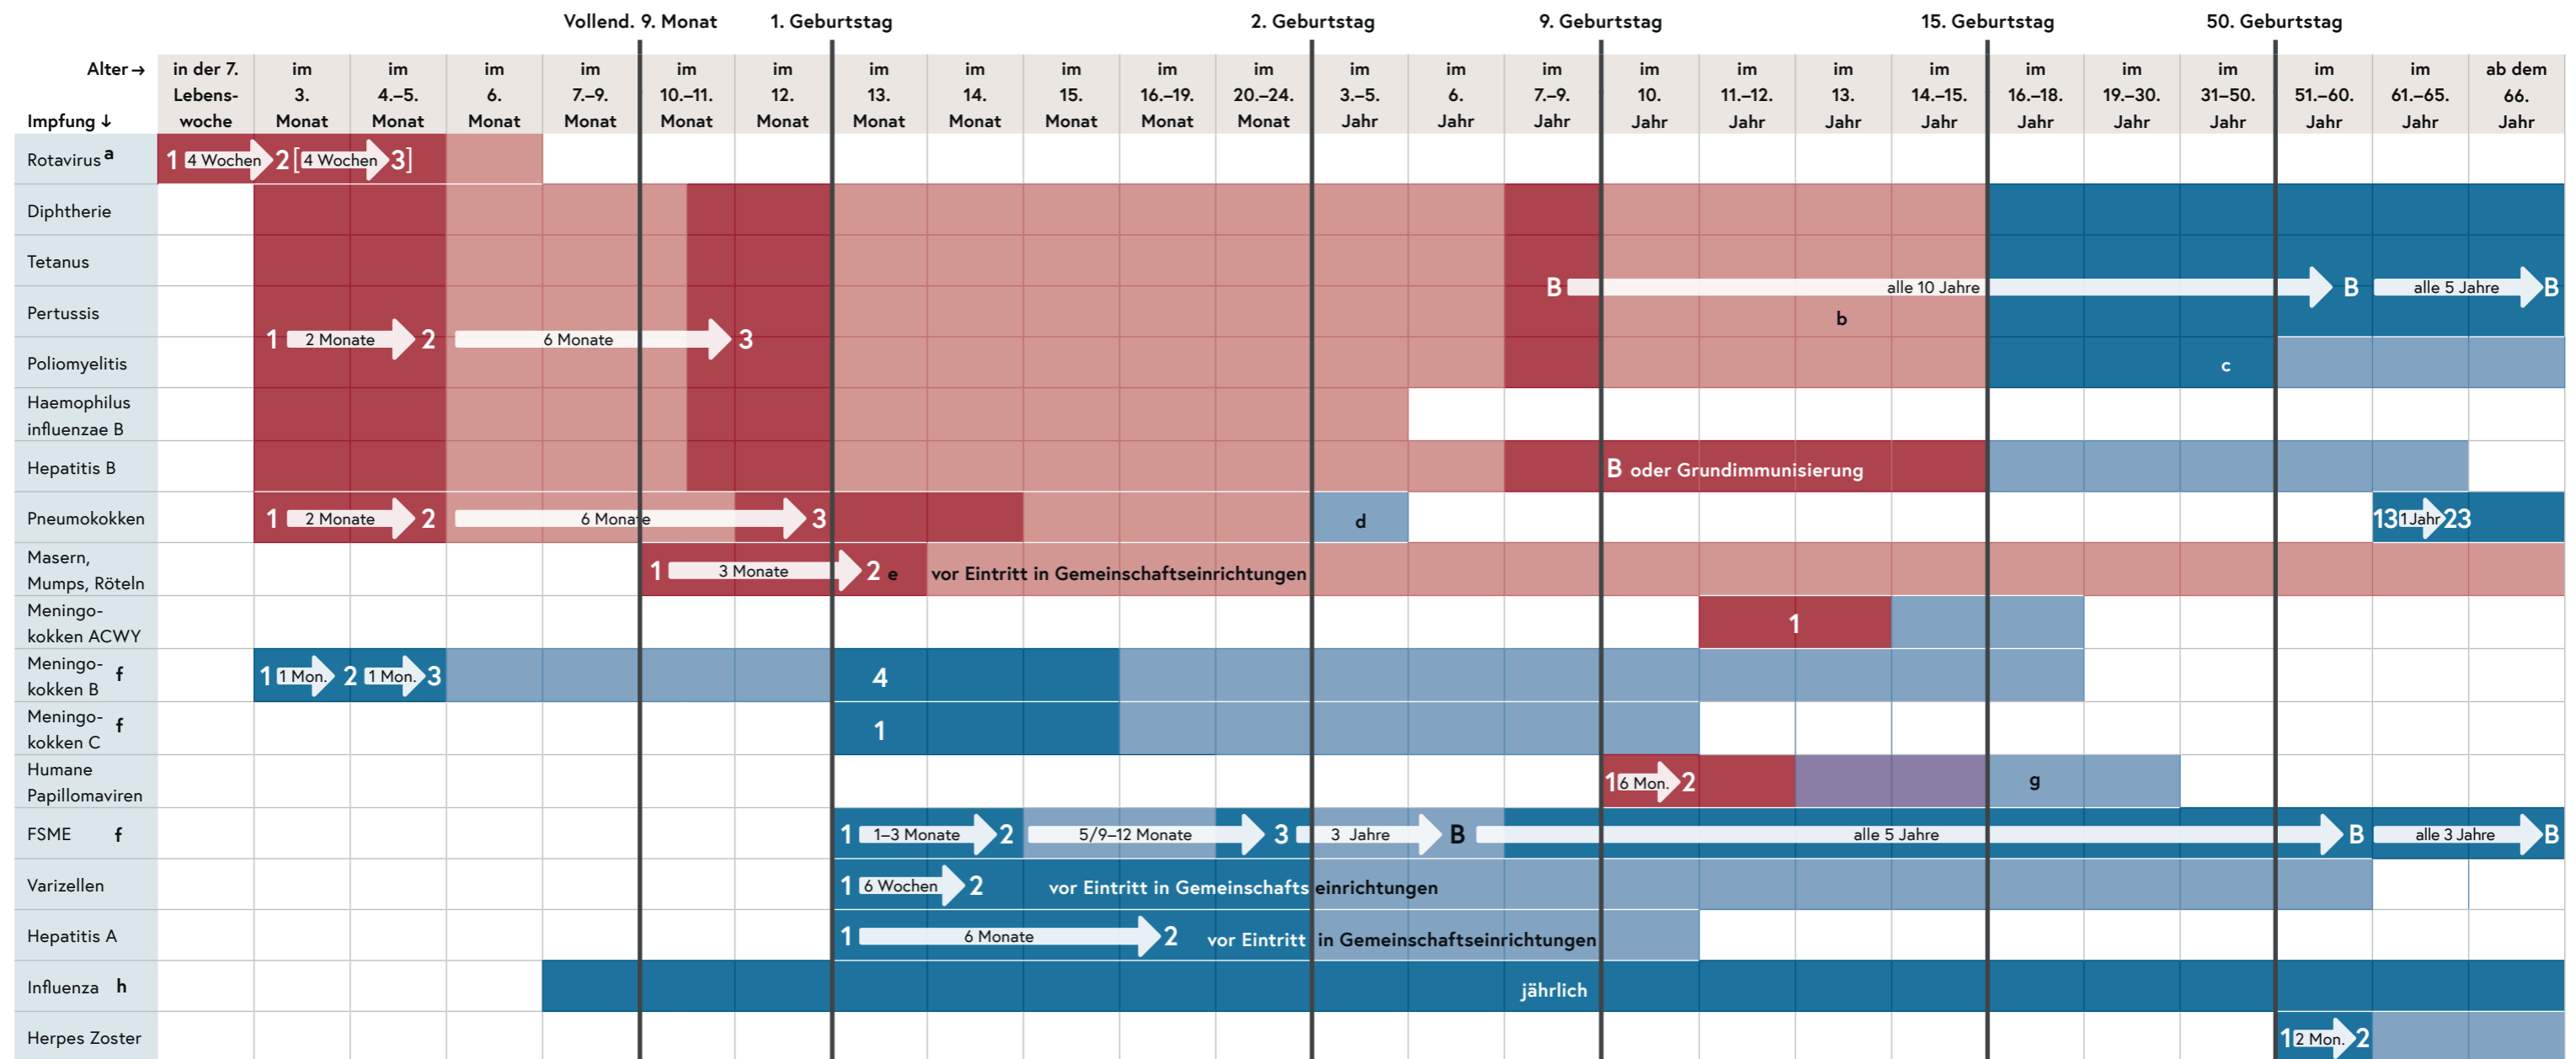 Vollend. 9. Monat 1. Geburtstag 2. Geburtstag 9. Geburtstag 15. Geburtstag 50. Geburtstag
Alter→ in der 7. im im im im im im im im im im im im im im im im im im im im im im im ab dem
Lebens- 3. 4.–5. 6. 7.–9. 10.–11. 12. 13. 14. 15. 16.–19. 20.–24. 3.–5. 6. 7.–9. 10. 11.–12. 13. 14.–15. 16.–18. 19.–30. 31–50. 51.–60. 61.–65. 66.
Impfung ↓ woche Monat Monat Monat Monat Monat Monat Monat Monat Monat Monat Monat Jahr Jahr Jahr Jahr Jahr Jahr Jahr Jahr Jahr Jahr Jahr Jahr Jahr
Rotavirus a 1 4 Wochen 2 [4 Wochen 3]
Diphtherie
Tetanus
B alle 10 Jahre B alle 5 Jahre B
Pertussis
b
1 2 Monate 2 6 Monate 3
Poliomyelitis c
Haemophilus
influenzae B
Hepatitis B B oder Grundimmunisierung
Pneumokokken 1 2 Monate 2 6 Monate 3 d 13 1 Jahr 23
Masern,
1 3 Monate 2 e vor Eintritt in Gemeinschaftseinrichtungen
Mumps, Röteln
Meningo-
1
kokken ACWY
Meningo-
f 1 1 Mon. 2 1 Mon. 3 4
kokken B
Meningo-
f 1
kokken C
Humane
1 6 Mon. 2 g
Papillomaviren
FSME f 1 1–3 Monate 2 5/9–12 Monate 3 3 Jahre B alle 5 Jahre B alle 3 Jahre B
Varizellen 1 6 Wochen 2 vor Eintritt in Gemeinschaftseinrichtungen
Hepatitis A 1 6 Monate 2 vor Eintritt in Gemeinschaftseinrichtungen
Influenza h jährlich
Herpes Zoster 1 2 Mon. 2